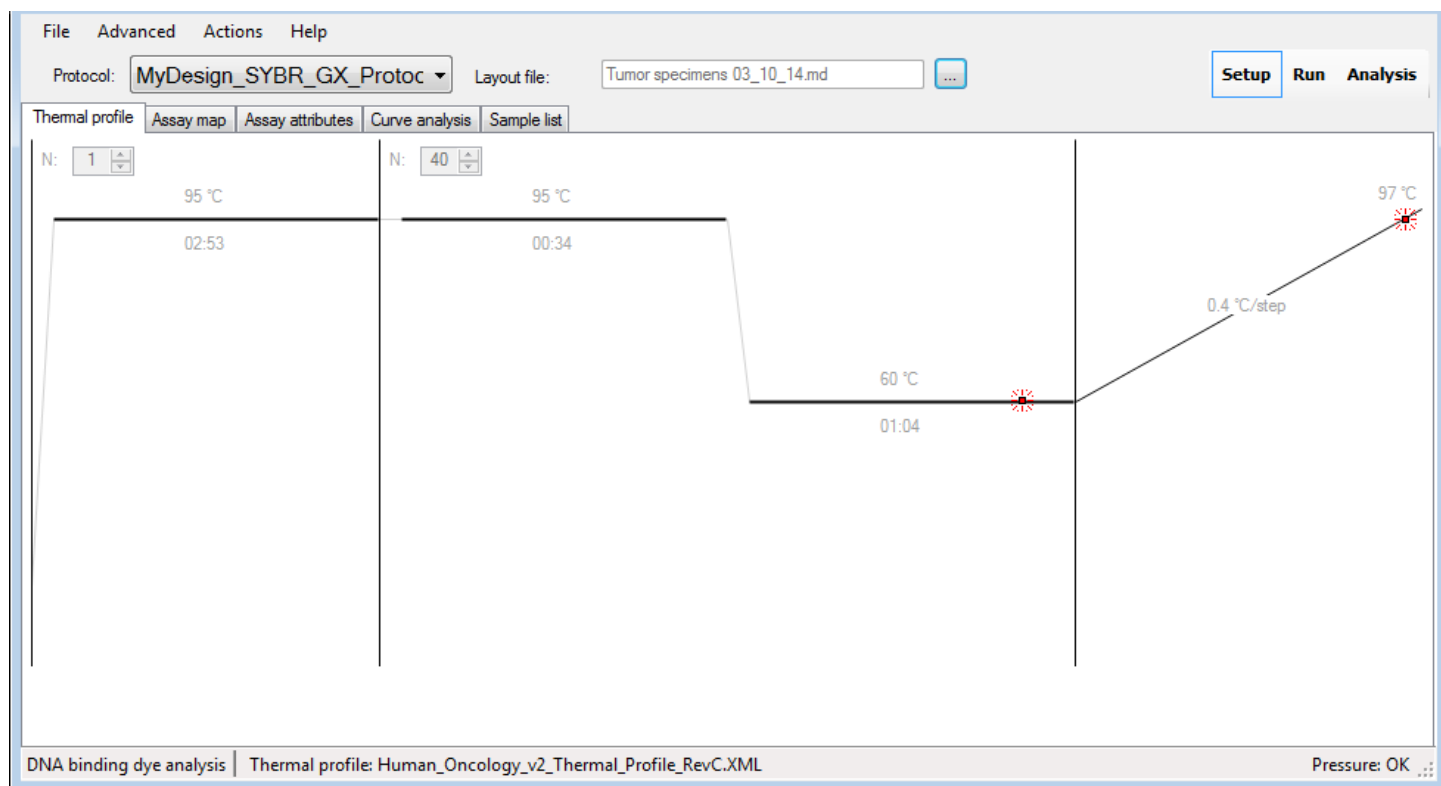 File Advanced Actions Help
Protocol: MyDesign_SYBR_GX_Protoc Layout file: Tumor specimens 03_10_14.md ... Setup Run Analysis
Thermal profile Assay map Assay attributes Curve analysis Sample list
N: 1 N: 40
95 °C 95 °C 97 °C
02:53 00:34
0.4 °C/step
60 °C
01:04
DNA binding dye analysis Thermal profile: Human_Oncology_v2_Thermal_Profile_RevC.XML Pressure: OK